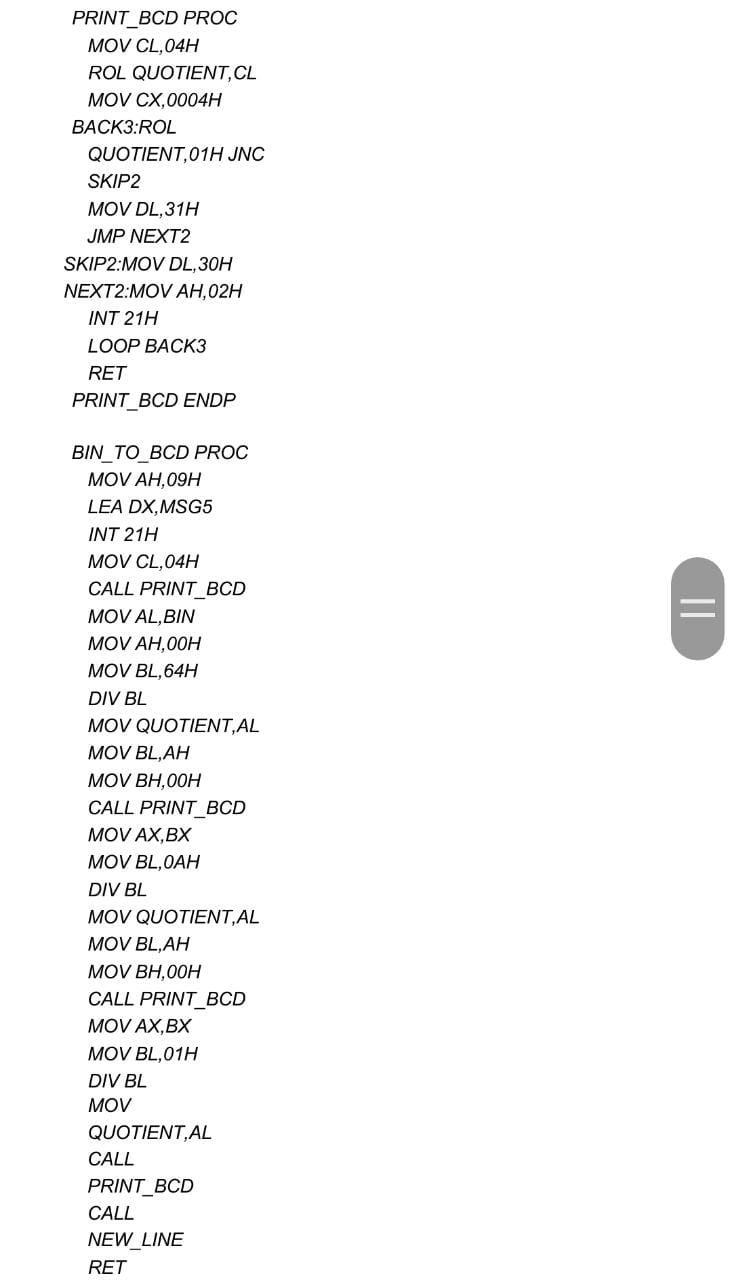 PRINT_BCD PROC
MOV CL,04H
ROL QUOTIENT,CL
MOV CX,0004H
BACK3:ROL
QUOTIENT,01H JNC
SKIP2
MOV DL,31H
JMP NEXT2
SKIP2:MOV DL,30H
NEXT2:MOV AH,02H
INT 21H
LOOP BACK3
RET
PRINT_BCD ENDP

BIN_TO_BCD PROC
MOV AH,09H
LEA DX,MSG5
INT 21H
MOV CL,04H
CALL PRINT_BCD
MOV AL,BIN
MOV AH,00H
MOV BL,64H
DIV BL
MOV QUOTIENT,AL
MOV BL,AH
MOV BH,00H
CALL PRINT_BCD
MOV AX,BX
MOV BL,0AH
DIV BL
MOV QUOTIENT,AL
MOV BL,AH
MOV BH,00H
CALL PRINT_BCD
MOV AX,BX
MOV BL,01H
DIV BL
MOV
QUOTIENT,AL
CALL
PRINT_BCD
CALL
NEW_LINE
RET